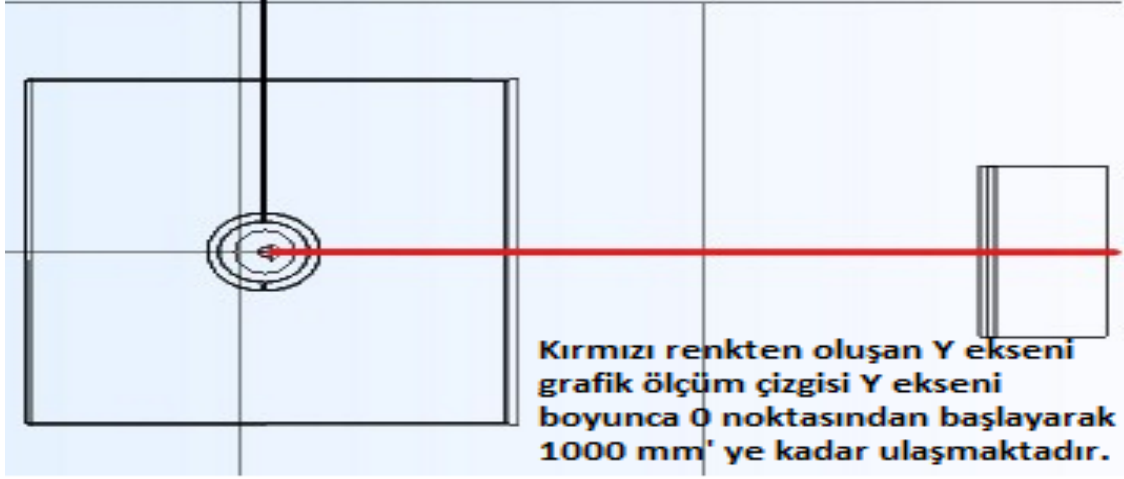 Kırmızı renkten oluşan Y ekseni
grafik ölçüm çizgisi Y ekseni
boyunca 0 noktasından başlayarak
1000 mm' ye kadar ulaşmaktadır.